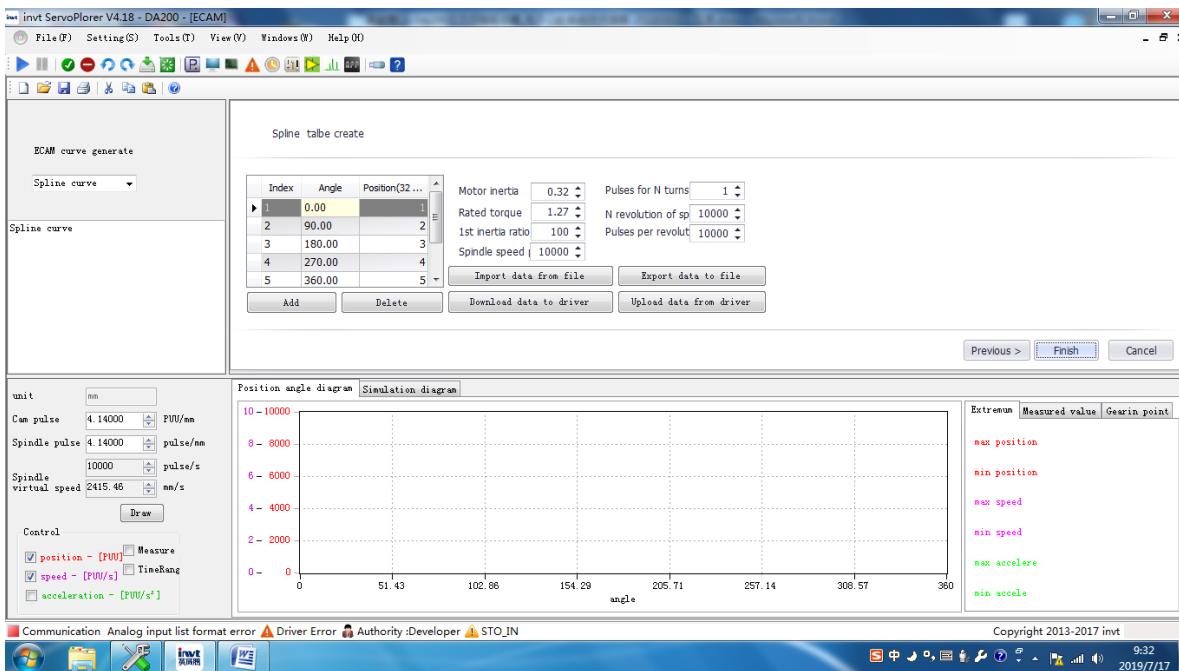 invt ServoPlorer V4.18 - DA200 - [ECAM]
File(F) Setting(S) Tools(T) View(V) Windows(W) Help(H)
Spline talbe create
ECAM curve generate
Spline curve
Spline curve
Index Angle Position(32 ...
1 0.00 1
2 90.00 2
3 180.00 3
4 270.00 4
5 360.00 5
Add Delete
Motor inertia 0.32
Rated torque 1.27
1st inertia ratio 100
Spindle speed 10000
Pulses for N turns 1
N revolution of sp 10000
Pulses per revolut 10000
Import data from file Export data to file
Download data to driver Upload data from driver
Previous > Finish Cancel
unit mm
Cam pulse 4.14000 PUU/mm
Spindle pulse 4.14000 pulse/mm
10000 pulse/s
Spindle
virtual speed 2415.46 mm/s
Draw
Control
position - [PUU] Measure
speed - [PUU/s] TimeRang
acceleration - [PUU/s²]
Position angle diagram Simulation diagram
10 10000
8 8000
6 6000
4 4000
2 2000
0 0
0 51.43 102.86 154.29 205.71 257.14 308.57 360
angle
Extremum Measured value Gearin point
max position
min position
max speed
min speed
max accelere
min accele
Communication Analog input list format error Driver Error Authority :Developer STO_IN Copyright 2013-2017 invt
invt
英威腾
中
9:32
2019/7/17